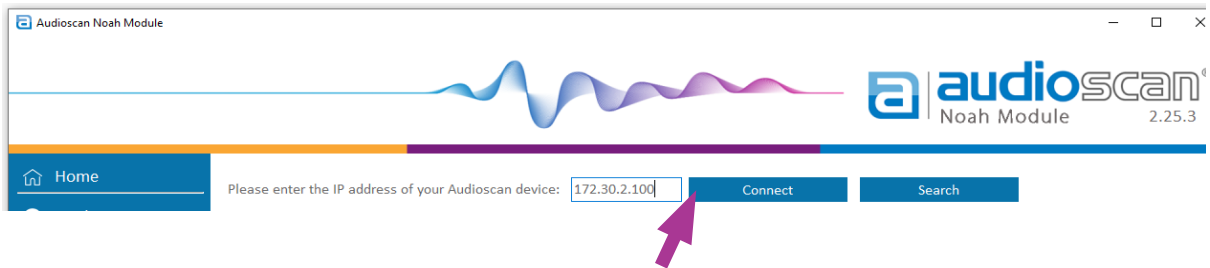 Audioscan Noah Module
audioscan®
Noah Module 2.25.3
Home
Please enter the IP address of your Audioscan device: 172.30.2.100 Connect Search